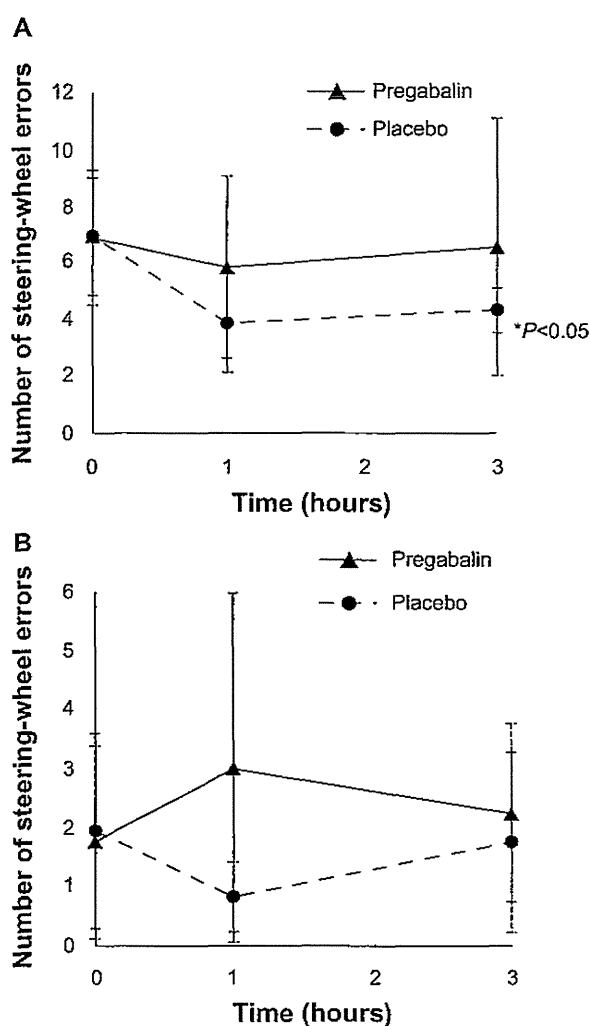 A
Number of steering-wheel errors
12
10
8
6
4
2
0
Pregabalin
Placebo
*P<0.05
0 1 2 3
Time (hours)
B
Number of steering-wheel errors
6
5
4
3
2
1
0
Pregabalin
Placebo
0 1 2 3
Time (hours)